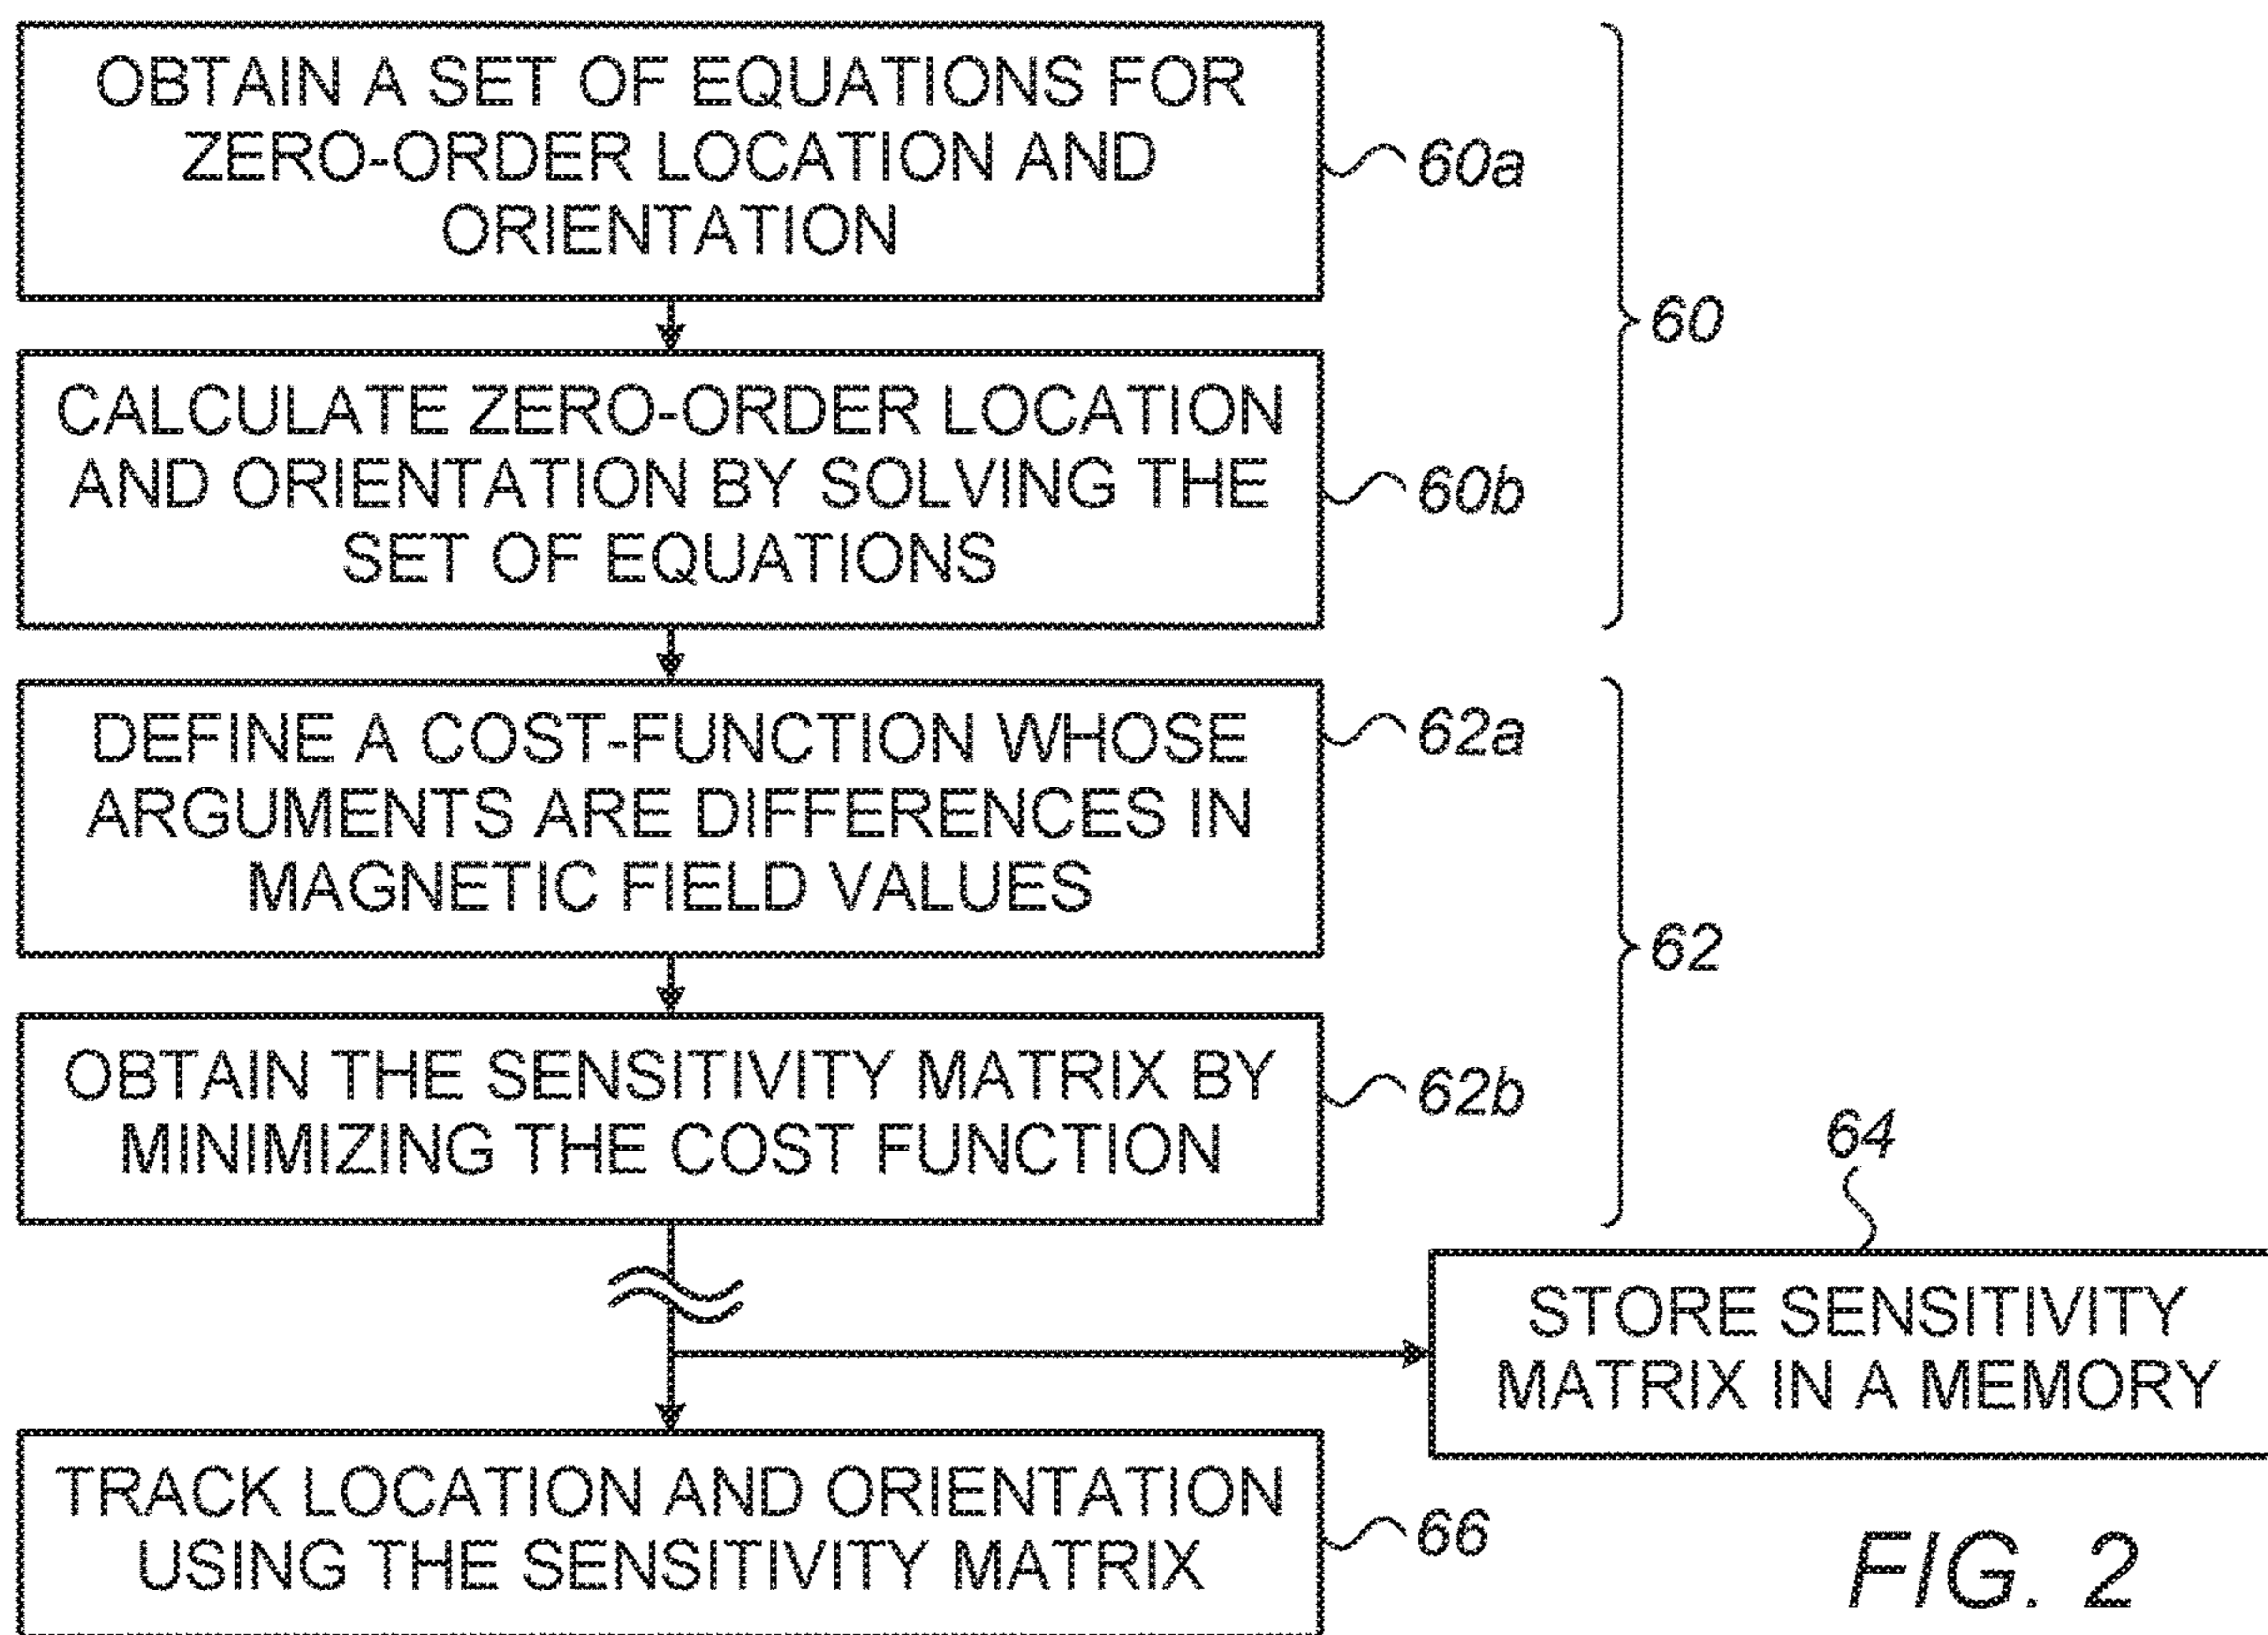 OBTAIN A SET OF EQUATIONS FOR
ZERO-ORDER LOCATION AND
ORIENTATION
60a
60
CALCULATE ZERO-ORDER LOCATION
AND ORIENTATION BY SOLVING THE
SET OF EQUATIONS
60b
DEFINE A COST-FUNCTION WHOSE
ARGUMENTS ARE DIFFERENCES IN
MAGNETIC FIELD VALUES
62a
62
OBTAIN THE SENSITIVITY MATRIX BY
MINIMIZING THE COST FUNCTION
62b
64
STORE SENSITIVITY
MATRIX IN A MEMORY
TRACK LOCATION AND ORIENTATION
USING THE SENSITIVITY MATRIX
66
FIG. 2